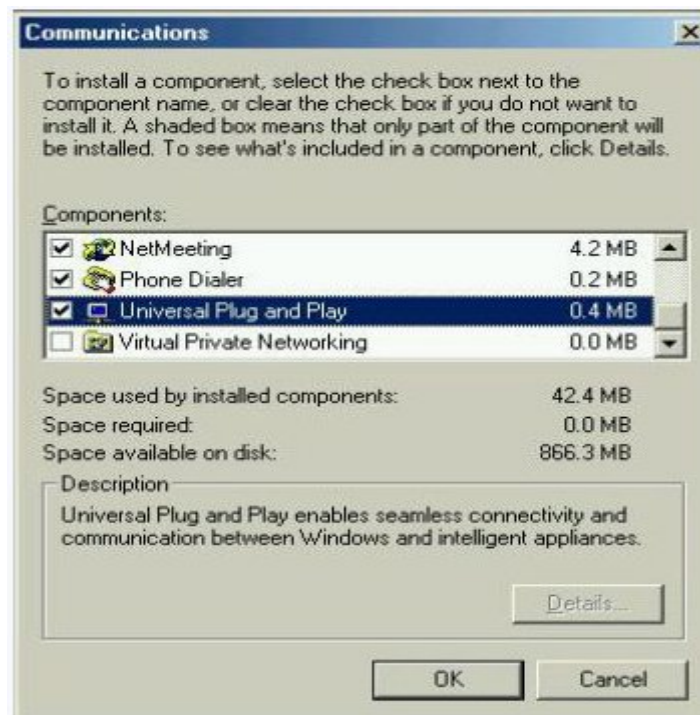 Communications
To install a component, select the check box next to the
component name, or clear the check box if you do not want to
install it. A shaded box means that only part of the component will
be installed. To see what's included in a component, click Details.
Components:
NetMeeting 4.2 MB
Phone Dialer 0.2 MB
Universal Plug and Play 0.4 MB
Virtual Private Networking 0.0 MB
Space used by installed components: 42.4 MB
Space required: 0.0 MB
Space available on disk: 866.3 MB
Description
Universal Plug and Play enables seamless connectivity and
communication between Windows and intelligent appliances.
Details...
OK Cancel